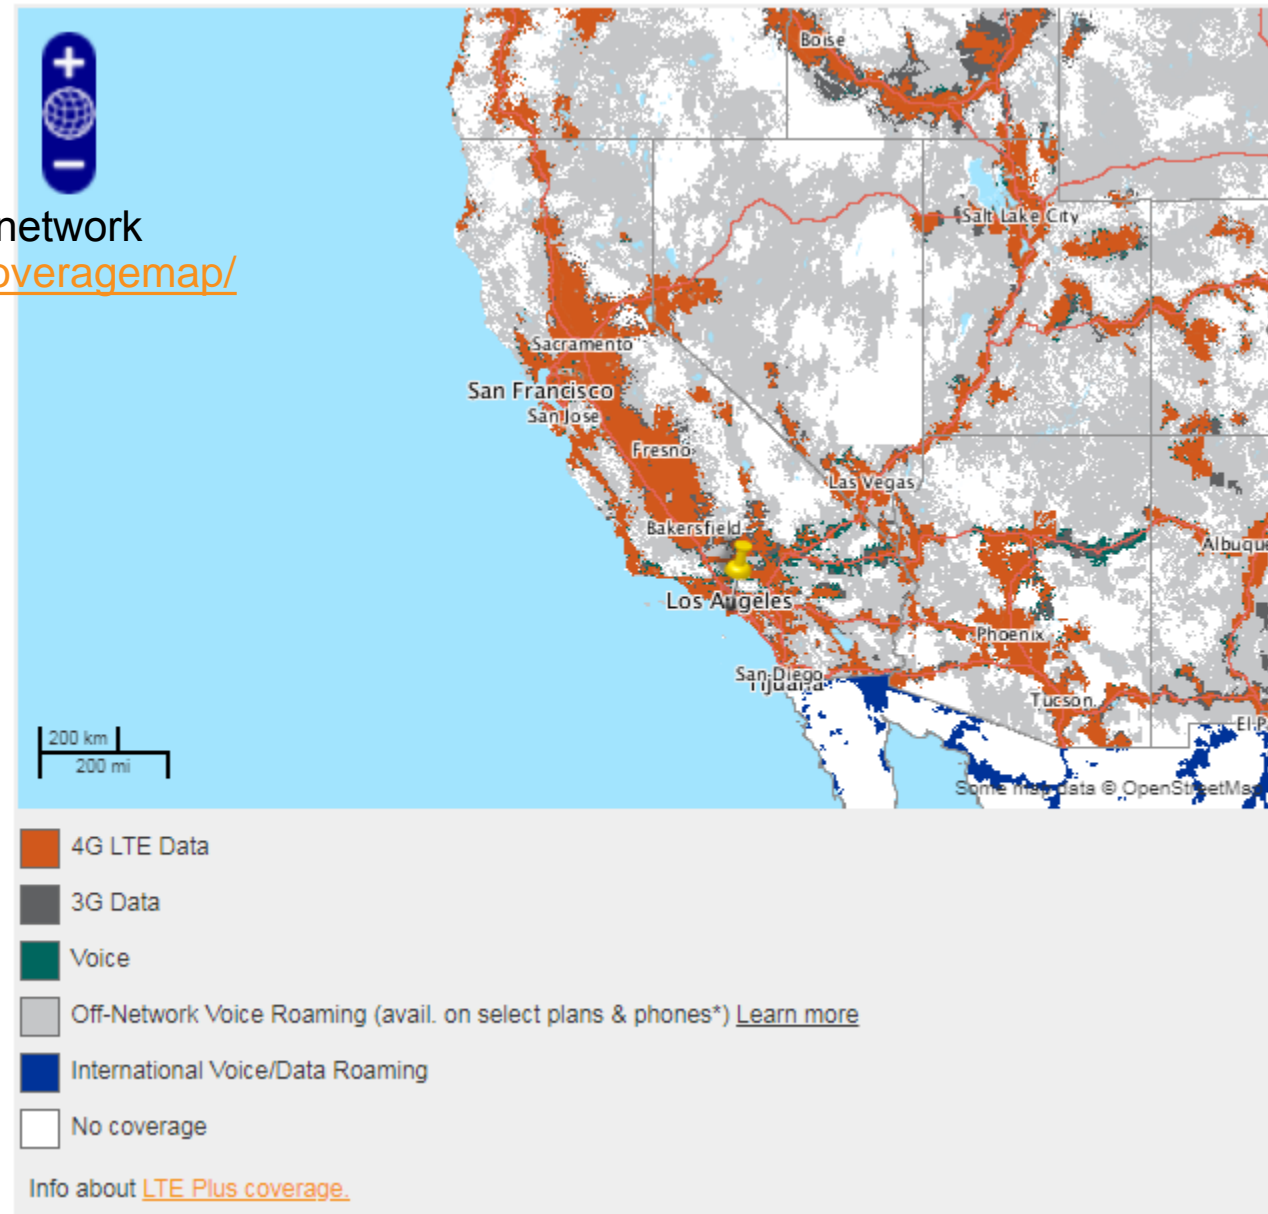 Boise
network
overagemap/
Salt Lake City
Sacramento
San Francisco
San Jose
Fresno
Las Vegas
Bakersfield
Albuque
Los Angeles
Phoenix
San Diego
Tijuana
Tucson
El P
200 km
200 mi
Some map data © OpenStreetMa
4G LTE Data
3G Data
Voice
Off-Network Voice Roaming (avail. on select plans & phones*) Learn more
International Voice/Data Roaming
No coverage
Info about LTE Plus coverage.